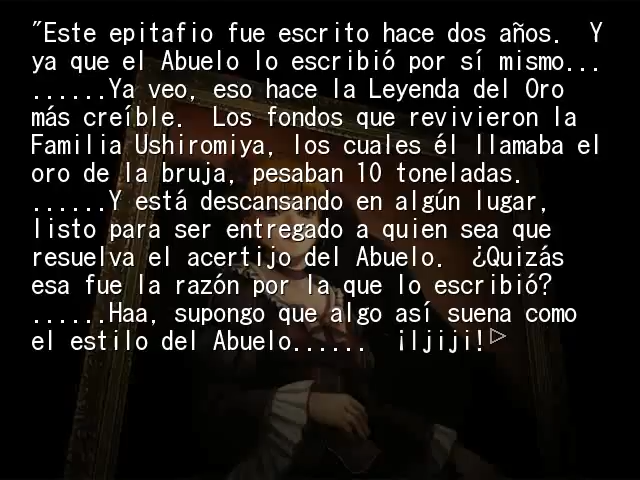 "Este epitafio fue escrito hace dos años.  Y
ya que el Abuelo lo escribió por sí mismo...
......Ya veo, eso hace la Leyenda del Oro
más creíble.  Los fondos que revivieron la
Familia Ushiromiya, los cuales él llamaba el
oro de la bruja, pesaban 10 toneladas.
......Y está descansando en algún lugar,
listo para ser entregado a quien sea que
resuelva el acertijo del Abuelo.  ¿Quizás
esa fue la razón por la que lo escribió?
......Haa, supongo que algo así suena como
el estilo del Abuelo......  ¡Ijiji!